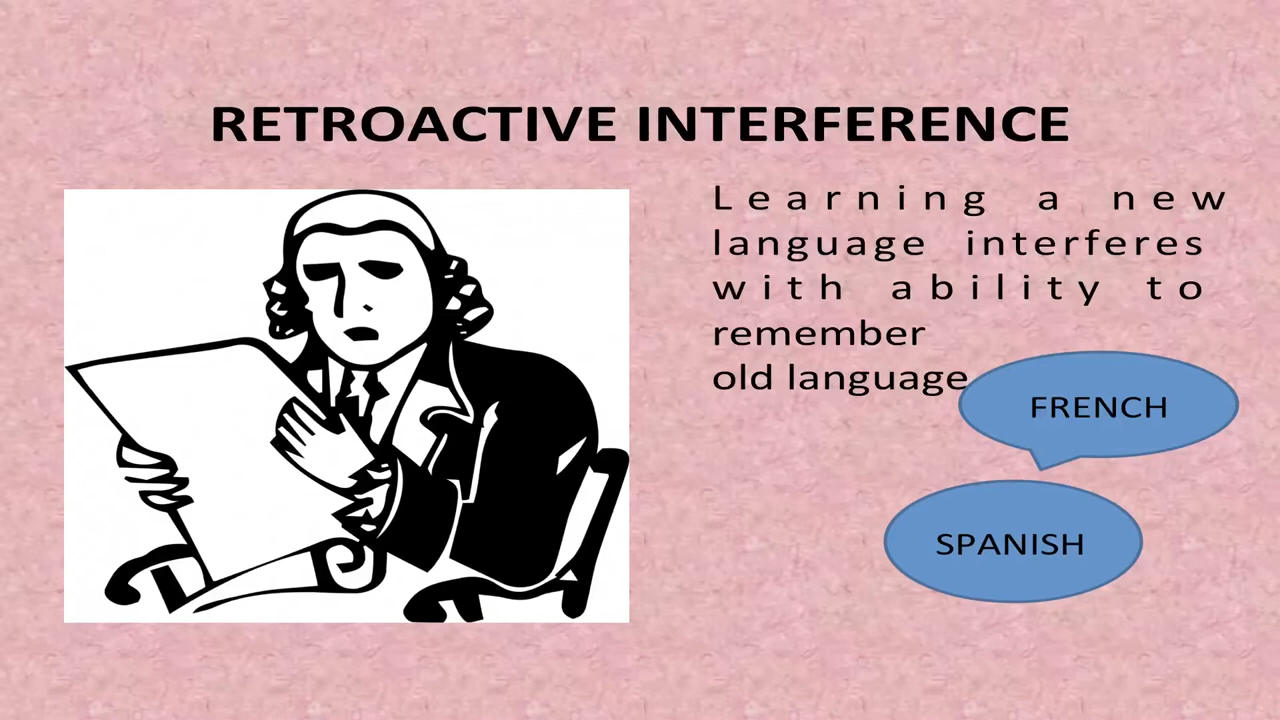 RETROACTIVE INTERFERENCE
Learning a new
language interferes
with ability to
remember
old language
FRENCH
SPANISH